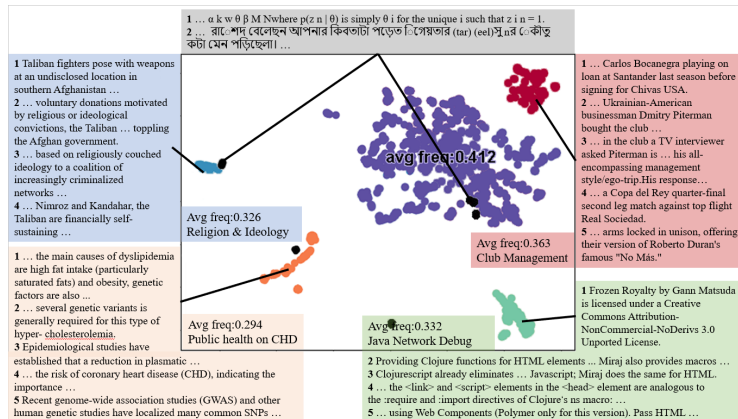 1 … α k w θ β M Nwhere p(z n | θ) is simply θ i for the unique i such that z i n = 1.
2 … রাশেদ বেলেছন আপনার কিবতাটা পড়েত
(tar) (eel)
1 Taliban fighters pose with weapons
at an undisclosed location in
southern Afghanistan …
2 … voluntary donations motivated
by religious or ideological
convictions, the Taliban … toppling
the Afghan government.
3 … based on religiously couched
ideology to a coalition of
increasingly criminalized
networks …
4 … Nimroz and Kandahar, the
Taliban are financially self-
sustaining …
Avg freq:0.326
Religion & Ideology
1 … the main causes of dyslipidemia
are high fat intake (particularly
saturated fats) and obesity, genetic
factors are also ...
2 … several genetic variants is
generally required for this type of
hyper- cholesterolemia.
3 Epidemiological studies have
established that a reduction in plasmatic …
4 … the risk of coronary heart disease (CHD), indicating the
importance …
5 Recent genome-wide association studies (GWAS) and other
human genetic studies have localized many common SNPs …
Avg freq:0.294
Public health on CHD
avg freq:0.412
1 … Carlos Bocanegra playing on
loan at Santander last season before
signing for Chivas USA.
2 … Ukrainian-American
businessman Dmitry Piterman
bought the club …
3 … in the club a TV interviewer
asked Piterman is … his all-
encompassing management
style/ego-trip.His response…
4 … a Copa del Rey quarter-final
second leg match against top flight
Real Sociedad.
5 … arms locked in unison, offering
their version of Roberto Duran's
famous "No Más."
Avg freq:0.363
Club Management
Avg freq:0.332
Java Network Debug
1 Frozen Royalty by Gann Matsuda
is licensed under a Creative
Commons Attribution-
NonCommercial-NoDerivs 3.0
Unported License.
2 Providing Clojure functions for HTML elements ... Miraj also provides macros …
3 Clojurescript already eliminates … Javascript; Miraj does the same for HTML.
4 … the <link> and <script> elements in the <head> element are analogous to
the :require and :import directives of Clojure's ns macro: …
5 … using Web Components (Polymer only for this version). Pass HTML …